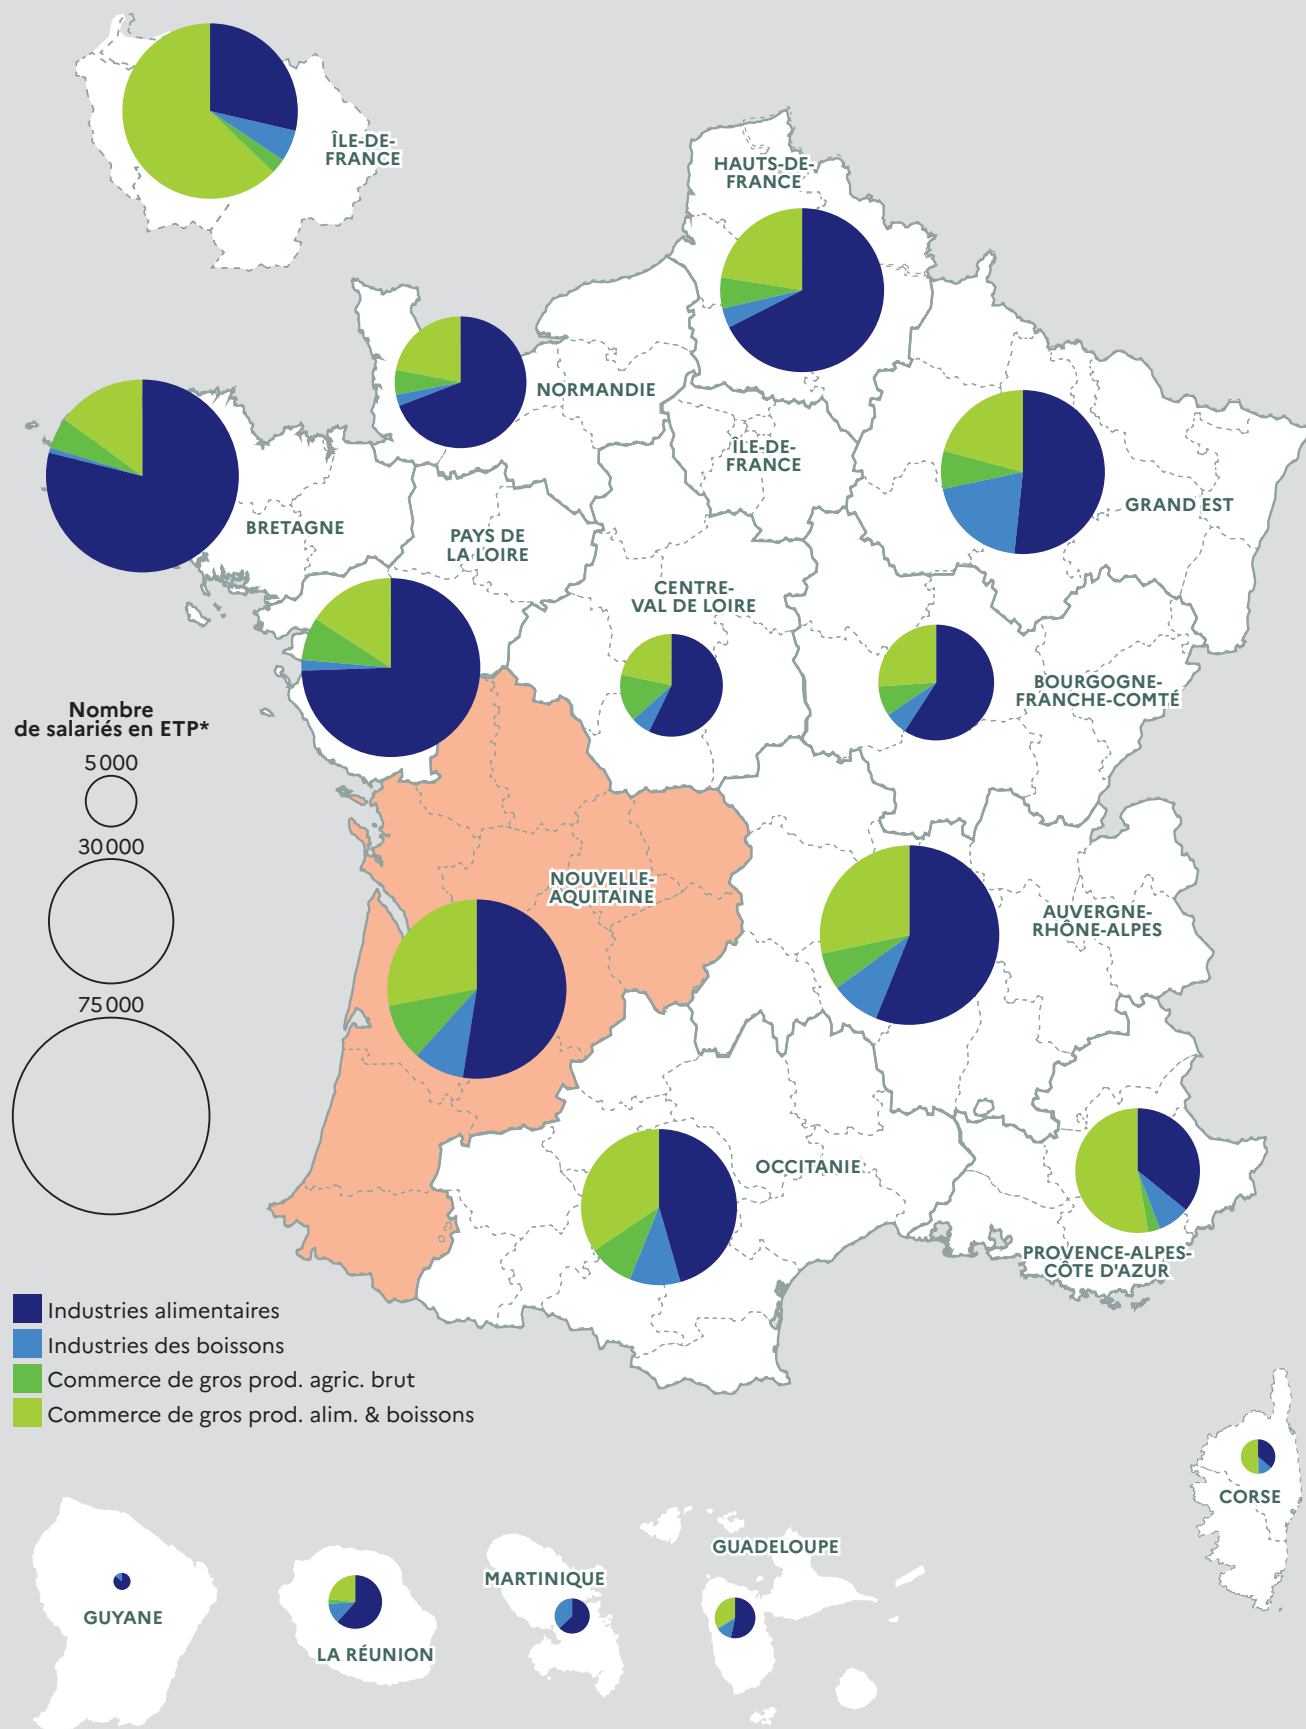 ÎLE-DE-
FRANCE
HAUTS-DE-
FRANCE
NORMANDIE
ÎLE-DE-
FRANCE
GRAND EST
BRETAGNE
PAYS DE
LA LOIRE
CENTRE-
VAL DE LOIRE
BOURGOGNE-
FRANCHE-COMTÉ
Nombre
de salariés en ETP*
5 000
30 000
75 000
NOUVELLE-
AQUITAINE
AUVERGNE-
RHÔNE-ALPES
OCCITANIE
PROVENCE-ALPES-
CÔTE D'AZUR
Industries alimentaires
Industries des boissons
Commerce de gros prod. agric. brut
Commerce de gros prod. alim. & boissons
CORSE
GUYANE
LA RÉUNION
MARTINIQUE
GUADELOUPE